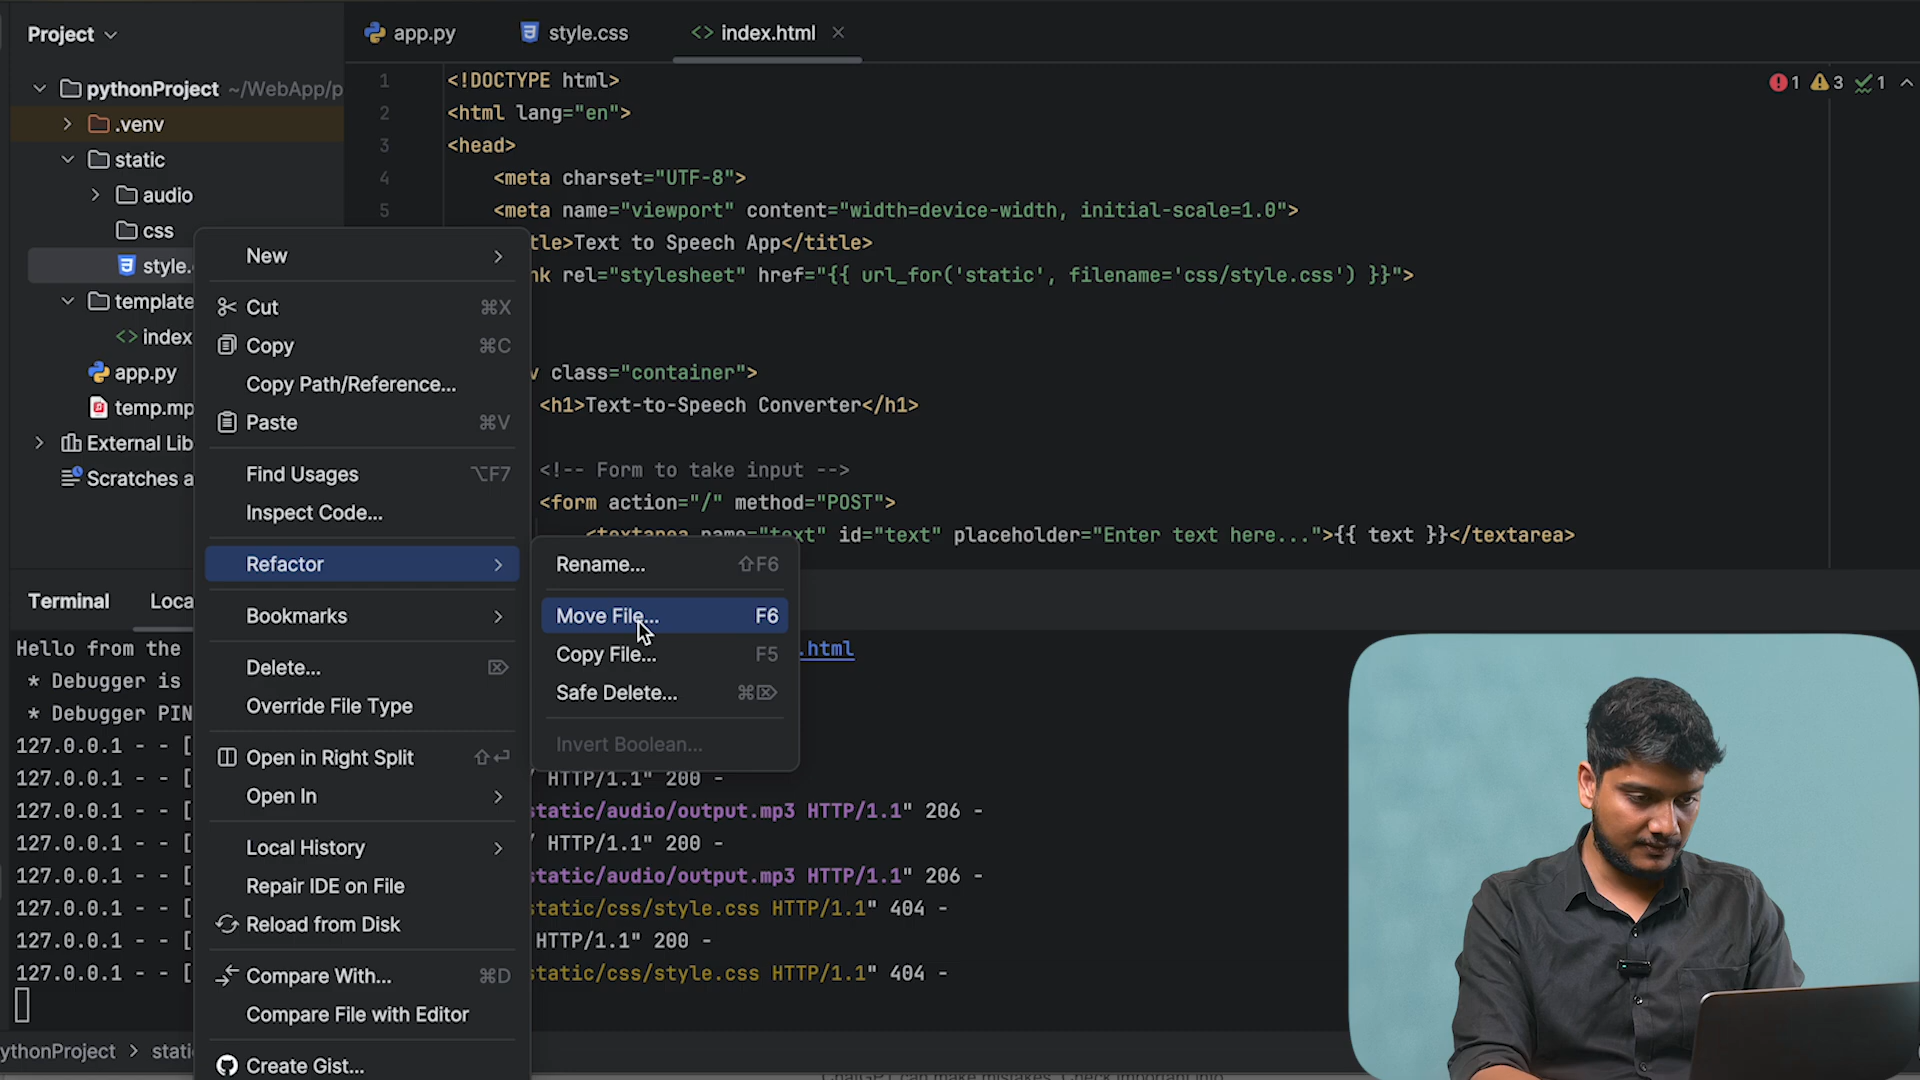 Project
app.py
style.css
index.html
pythonProject ~/WebApp/p
.venv
static
audio
css
style.
template
index
app.py
temp.mp
External Lib
Scratches a
1
2
3
4
5
<!DOCTYPE html>
<html lang="en">
<head>
<meta charset="UTF-8">
<meta name="viewport" content="width=device-width, initial-scale=1.0">
tle>Text to Speech App</title>
nk rel="stylesheet" href="{{ url_for('static', filename='css/style.css') }}">
v class="container">
<h1>Text-to-Speech Converter</h1>
<!-- Form to take input -->
<form action="/" method="POST">
<textarea name="text" id="text" placeholder="Enter text here...">{{ text }}</textarea>
1 3 1
New
Cut ⌘X
Copy ⌘C
Copy Path/Reference...
Paste ⌘V
Find Usages ⌥F7
Inspect Code...
Refactor
Bookmarks
Delete... ⌦
Override File Type
Open in Right Split ⇧⏎
Open In
Local History
Repair IDE on File
Reload from Disk
Compare With... ⌘D
Compare File with Editor
Create Gist...
Rename... ⇧F6
Move File... F6
Copy File... F5
Safe Delete... ⌘⌦
Invert Boolean...
Terminal Loca
Hello from the .html
* Debugger is
* Debugger PIN
127.0.0.1 - - [
127.0.0.1 - - [ / HTTP/1.1" 200 -
127.0.0.1 - - [ static/audio/output.mp3 HTTP/1.1" 206 -
127.0.0.1 - - [ / HTTP/1.1" 200 -
127.0.0.1 - - [ static/audio/output.mp3 HTTP/1.1" 206 -
127.0.0.1 - - [ static/css/style.css HTTP/1.1" 404 -
127.0.0.1 - - [ HTTP/1.1" 200 -
127.0.0.1 - - [ static/css/style.css HTTP/1.1" 404 -
ythonProject > stati